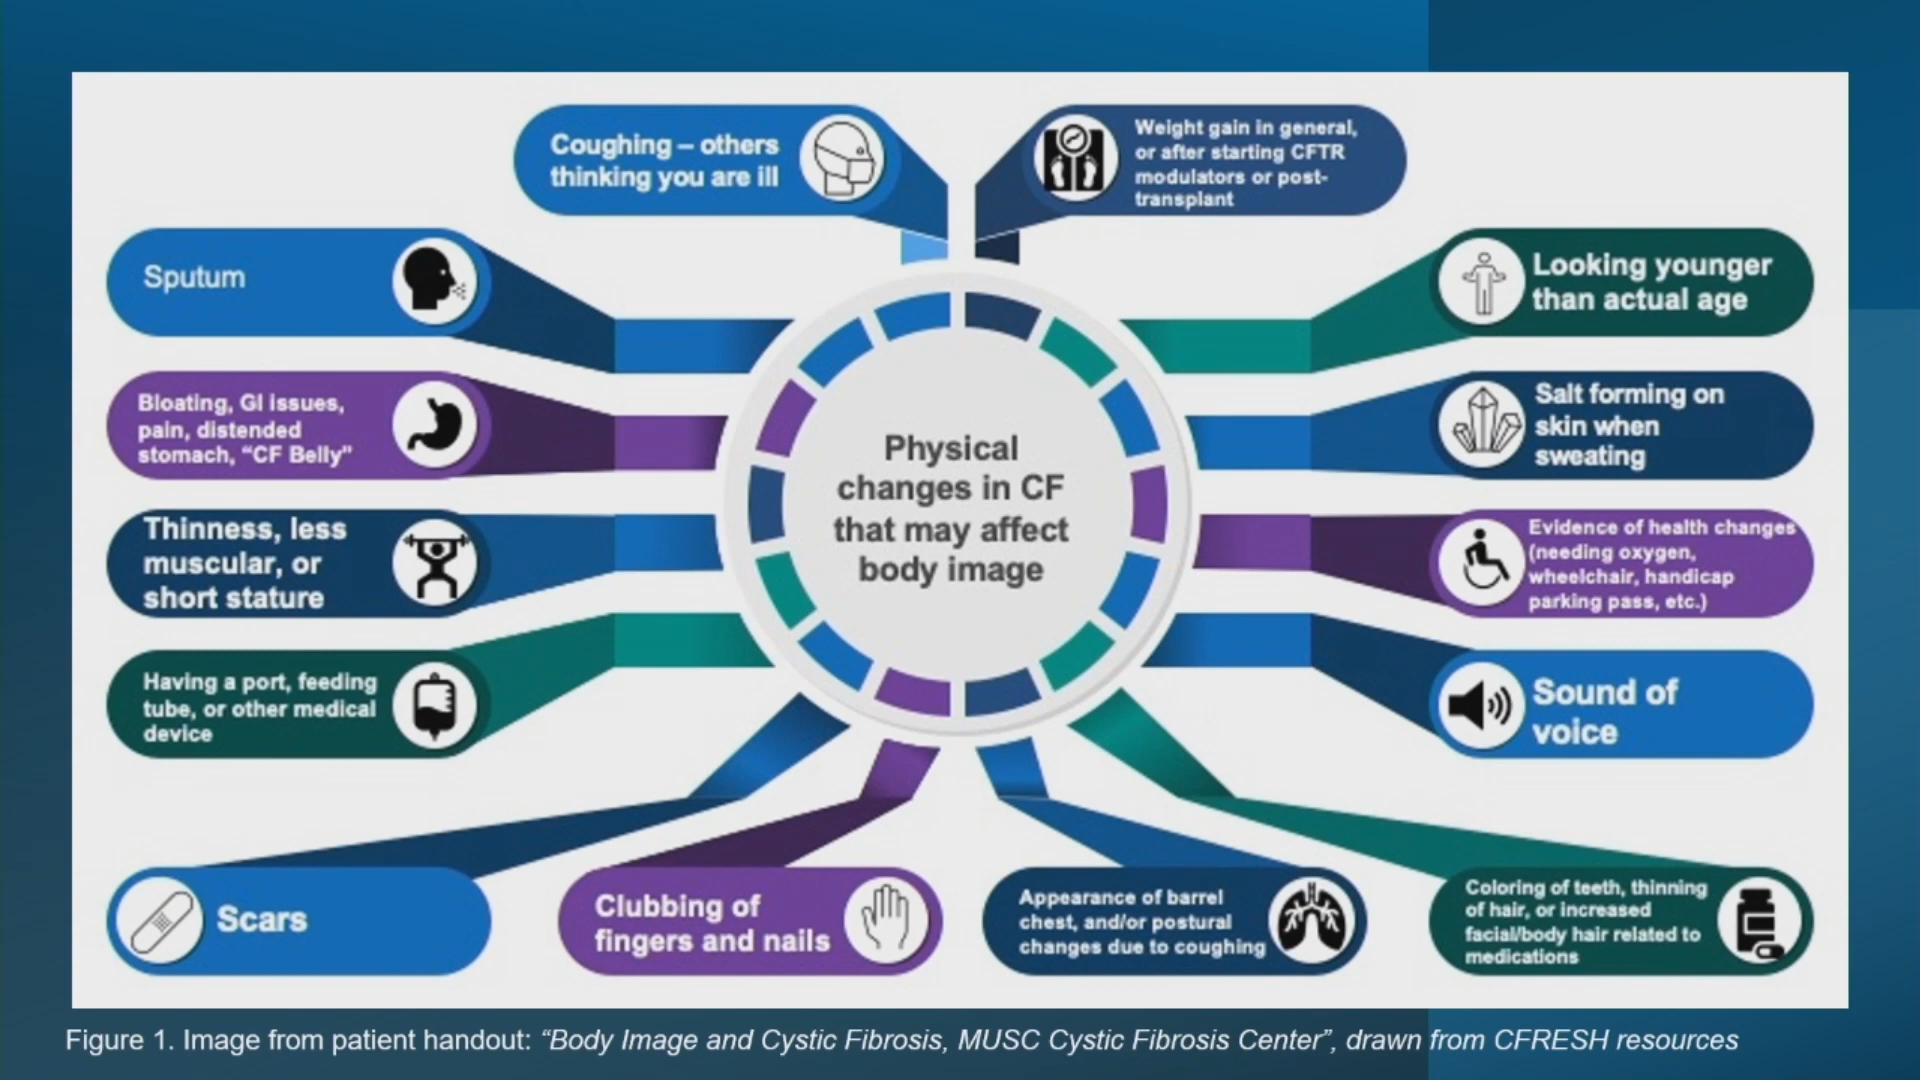 Coughing – others
thinking you are ill
Weight gain in general,
or after starting CFTR
modulators or post-
transplant
Sputum
Looking younger
than actual age
Bloating, GI issues,
pain, distended
stomach, “CF Belly”
Salt forming on
skin when
sweating
Physical
changes in CF
that may affect
body image
Thinness, less
muscular, or
short stature
Evidence of health changes
(needing oxygen,
wheelchair, handicap
parking pass, etc.)
Having a port, feeding
tube, or other medical
device
Sound of
voice
Scars
Clubbing of
fingers and nails
Appearance of barrel
chest, and/or postural
changes due to coughing
Coloring of teeth, thinning
of hair, or increased
facial/body hair related to
medications
Figure 1. Image from patient handout: “Body Image and Cystic Fibrosis, MUSC Cystic Fibrosis Center”, drawn from CFRESH resources